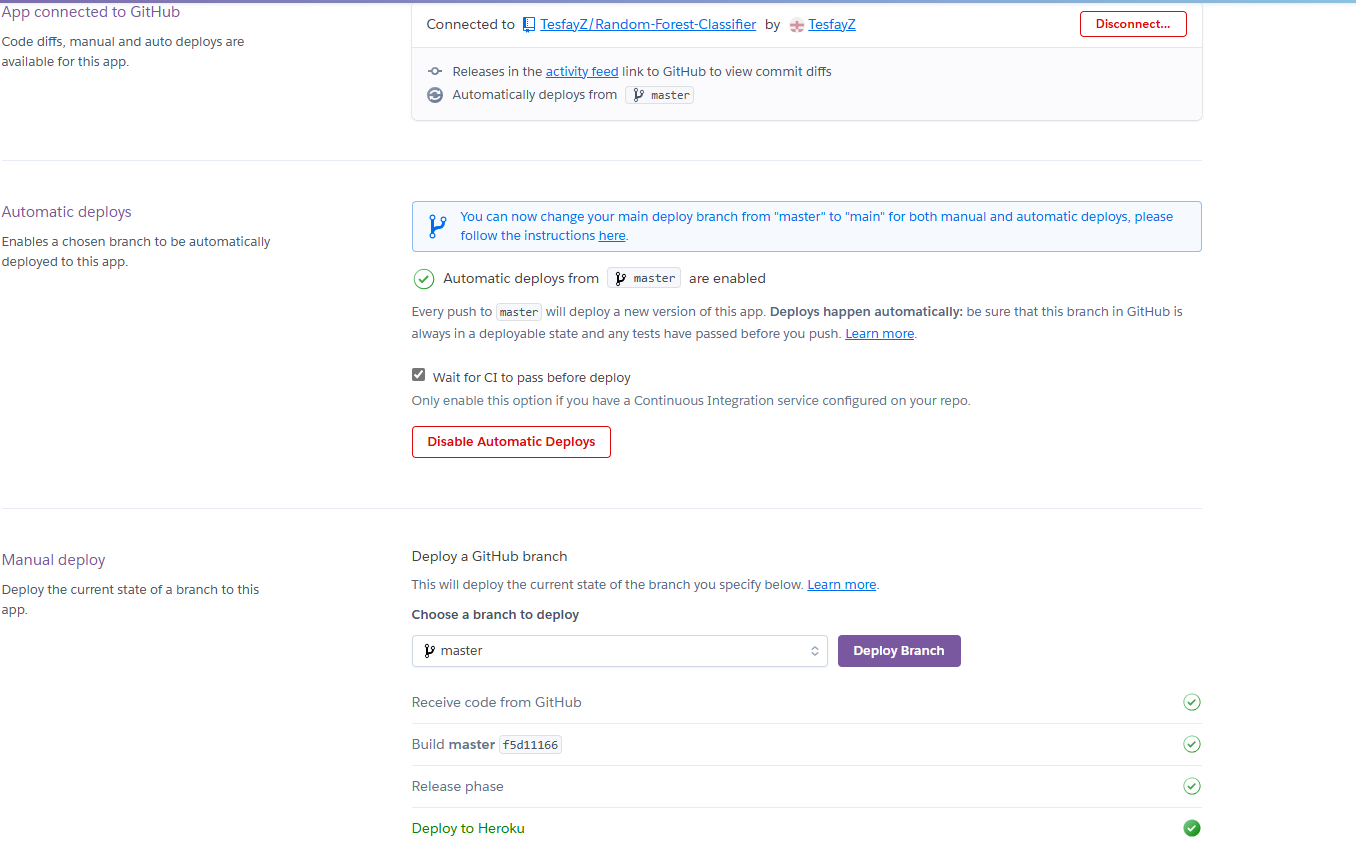 App connected to GitHub
Code diffs, manual and auto deploys are
available for this app.
Connected to TesfayZ/Random-Forest-Classifier by TesfayZ
Disconnect...
Releases in the activity feed link to GitHub to view commit diffs
Automatically deploys from master
Automatic deploys
Enables a chosen branch to be automatically
deployed to this app.
You can now change your main deploy branch from "master" to "main" for both manual and automatic deploys, please
follow the instructions here.
Automatic deploys from master are enabled
Every push to master will deploy a new version of this app. Deploys happen automatically: be sure that this branch in GitHub is
always in a deployable state and any tests have passed before you push. Learn more.
Wait for CI to pass before deploy
Only enable this option if you have a Continuous Integration service configured on your repo.
Disable Automatic Deploys
Manual deploy
Deploy the current state of a branch to this
app.
Deploy a GitHub branch
This will deploy the current state of the branch you specify below. Learn more.
Choose a branch to deploy
master
Deploy Branch
Receive code from GitHub
Build master f5d11166
Release phase
Deploy to Heroku